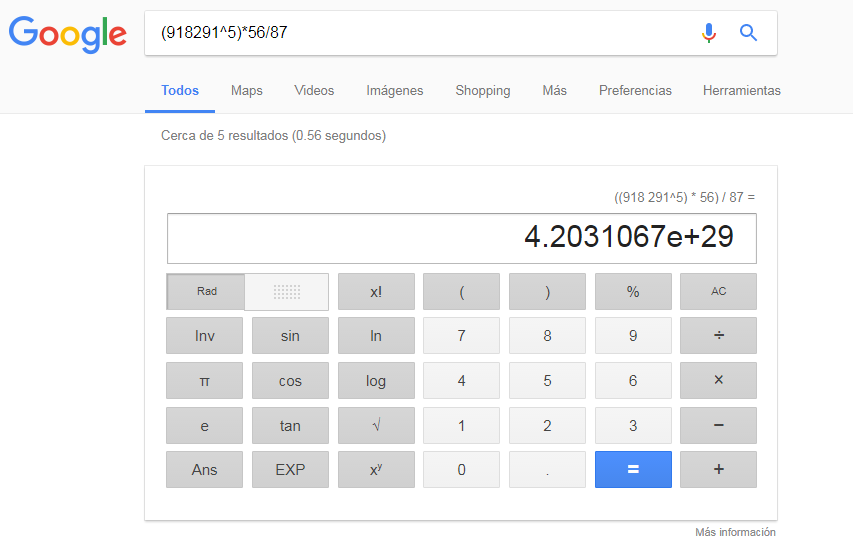 Google (918291^5)*56/87
Todos Maps Videos Imágenes Shopping Más Preferencias Herramientas
Cerca de 5 resultados (0.56 segundos)
((918 291^5) * 56) / 87 =
4.2031067e+29
Rad x! ( ) % AC
Inv sin ln 7 8 9 ÷
π cos log 4 5 6 ×
e tan √ 1 2 3 −
Ans EXP xʸ 0 . = +
Más información